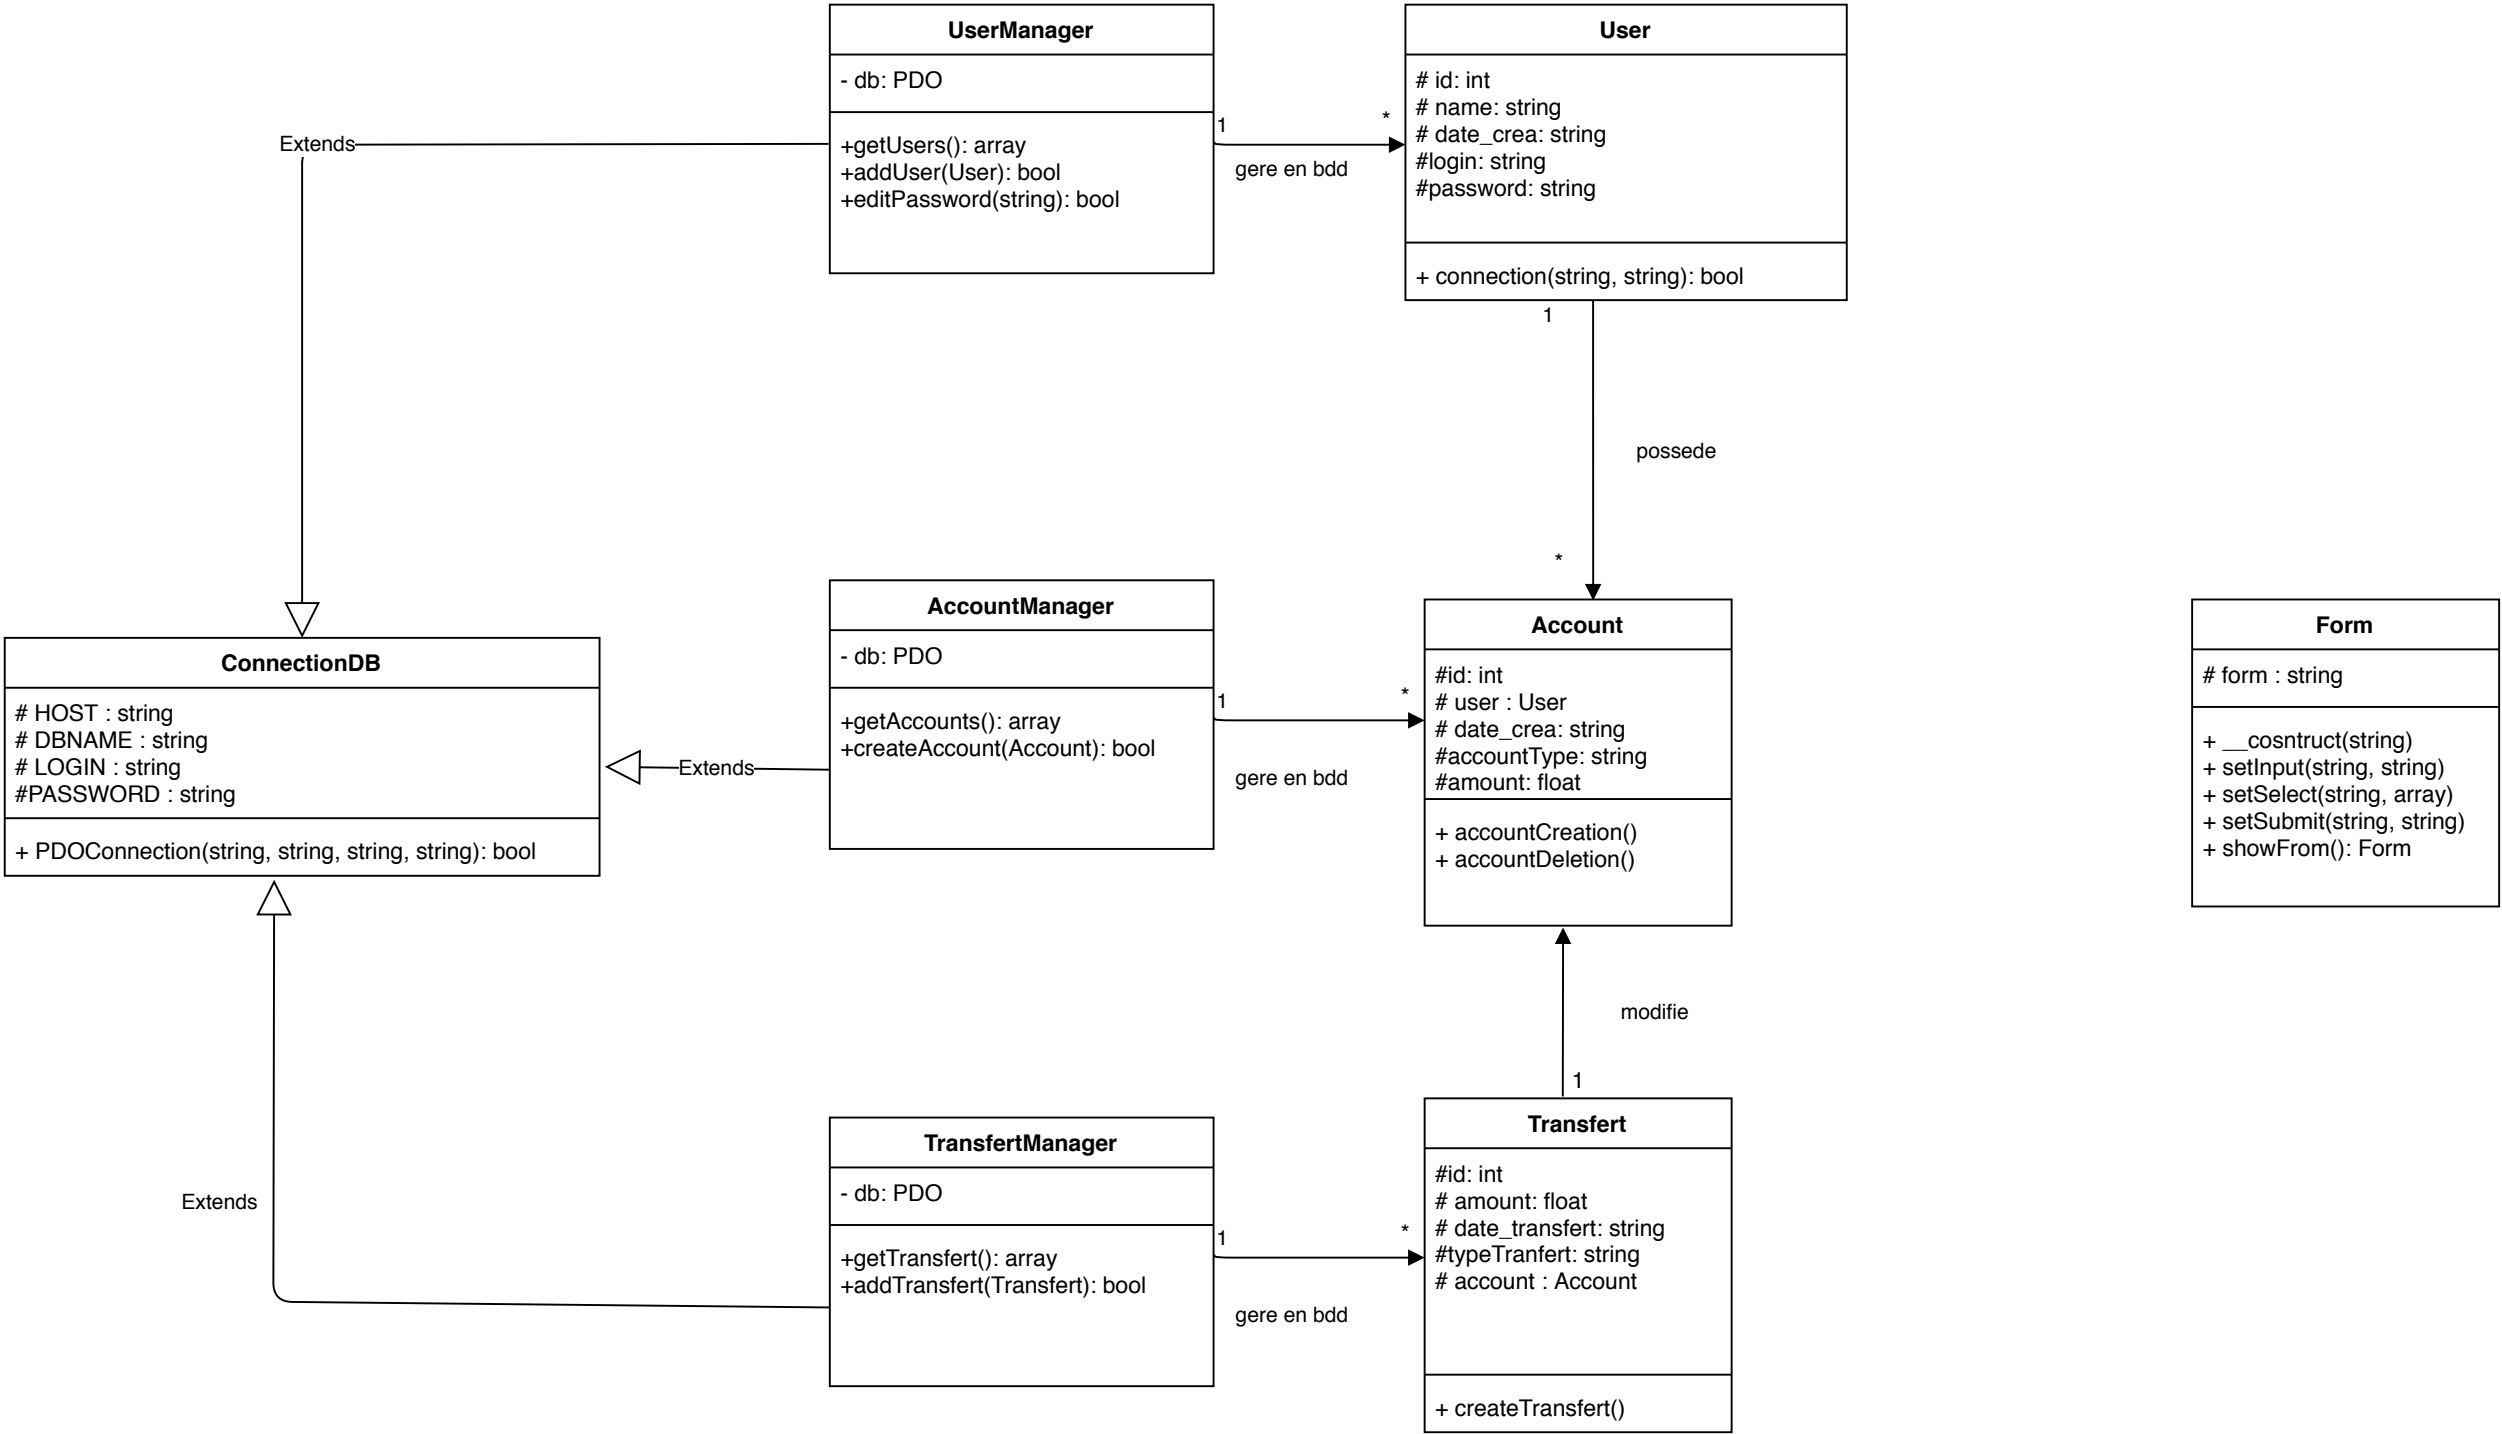 UserManager
- db: PDO
+getUsers(): array
+addUser(User): bool
+editPassword(string): bool
User
# id: int
# name: string
# date_crea: string
#login: string
#password: string
+ connection(string, string): bool
Extends
1
*
gere en bdd
1
possede
*
ConnectionDB
# HOST : string
# DBNAME : string
# LOGIN : string
#PASSWORD : string
+ PDOConnection(string, string, string, string): bool
Extends
AccountManager
- db: PDO
+getAccounts(): array
+createAccount(Account): bool
1
*
gere en bdd
Account
#id: int
# user : User
# date_crea: string
#accountType: string
#amount: float
+ accountCreation()
+ accountDeletion()
Form
# form : string
+ __cosntruct(string)
+ setInput(string, string)
+ setSelect(string, array)
+ setSubmit(string, string)
+ showFrom(): Form
modifie
1
Extends
TransfertManager
- db: PDO
+getTransfert(): array
+addTransfert(Transfert): bool
1
*
gere en bdd
Transfert
#id: int
# amount: float
# date_transfert: string
#typeTranfert: string
# account : Account
+ createTransfert()